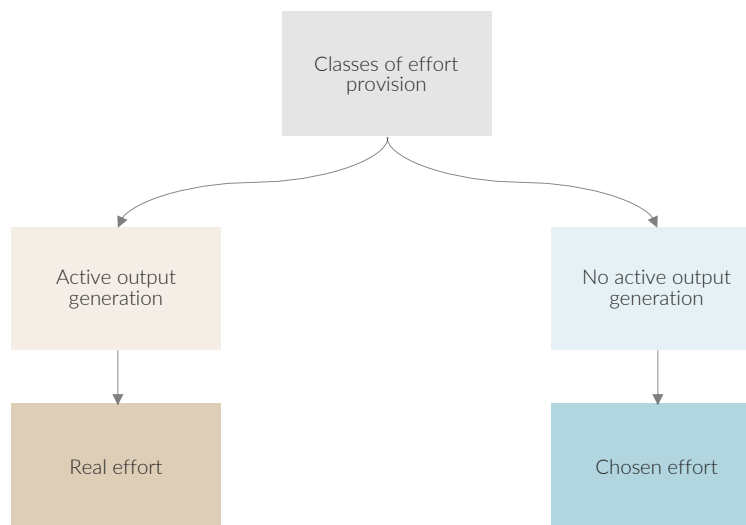 Classes of effort
provision
Active output
generation
No active output
generation
Real effort
Chosen effort